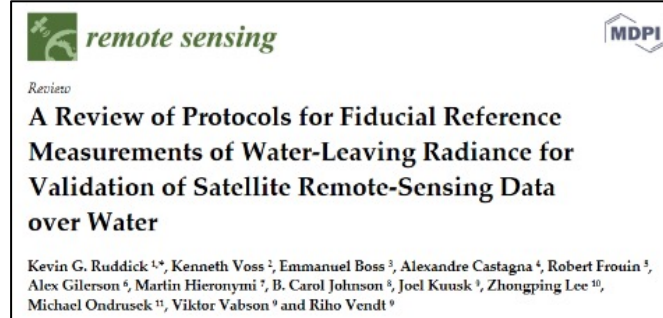 remote sensing
MDPI
Review
A Review of Protocols for Fiducial Reference
Measurements of Water-Leaving Radiance for
Validation of Satellite Remote-Sensing Data
over Water
Kevin G. Ruddick ¹,*, Kenneth Voss ², Emmanuel Boss ³, Alexandre Castagna ⁴, Robert Frouin ⁵,
Alex Gilerson ⁶, Martin Hieronymi ⁷, B. Carol Johnson ⁸, Joel Kuusk ⁹, Zhongping Lee ¹⁰,
Michael Ondrusek ¹¹, Viktor Vabson ⁹ and Riho Vendt ⁹